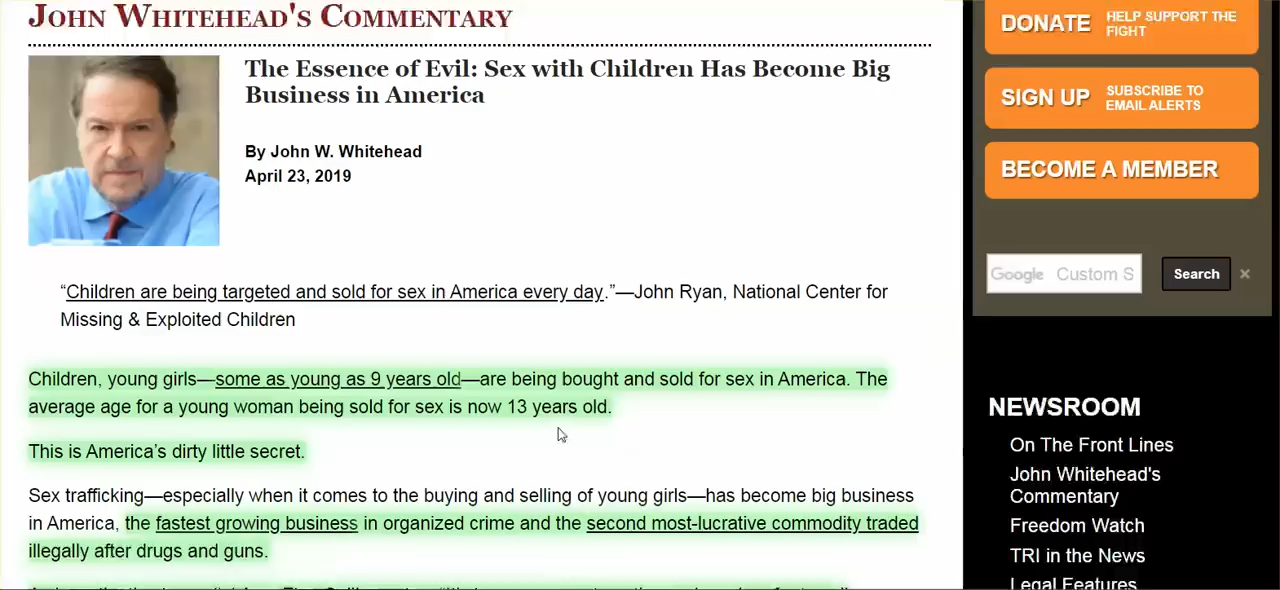 JOHN WHITEHEAD'S COMMENTARY
The Essence of Evil: Sex with Children Has Become Big
Business in America
By John W. Whitehead
April 23, 2019
“Children are being targeted and sold for sex in America every day.”—John Ryan, National Center for
Missing & Exploited Children
Children, young girls—some as young as 9 years old—are being bought and sold for sex in America. The
average age for a young woman being sold for sex is now 13 years old.
This is America’s dirty little secret.
Sex trafficking—especially when it comes to the buying and selling of young girls—has become big business
in America, the fastest growing business in organized crime and the second most-lucrative commodity traded
illegally after drugs and guns.
DONATE HELP SUPPORT THE
FIGHT
SIGN UP SUBSCRIBE TO
EMAIL ALERTS
BECOME A MEMBER
Google Custom S
Search ×
NEWSROOM
On The Front Lines
John Whitehead's
Commentary
Freedom Watch
TRI in the News
Legal Features